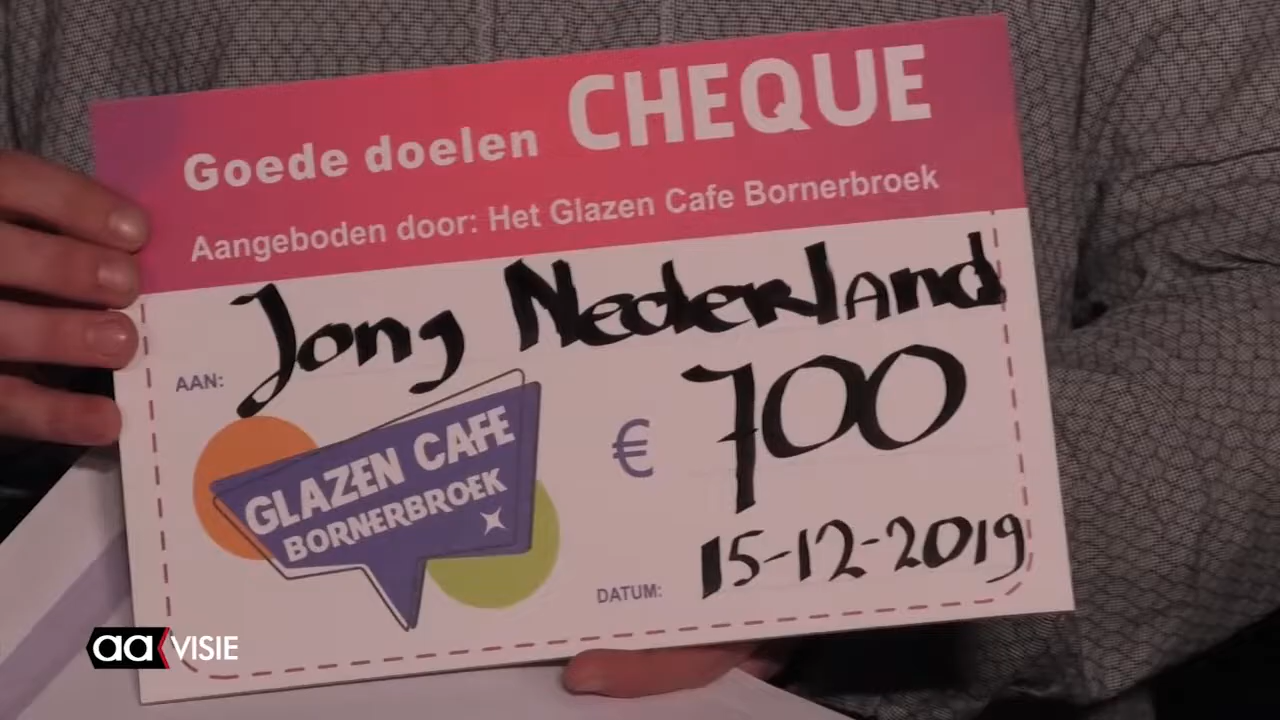 Goede doelen CHEQUE
Aangeboden door: Het Glazen Cafe Bornerbroek
AAN: Jong Nederland
GLAZEN CAFE
BORNERBROEK
€ 700
DATUM: 15-12-2019
aa VISIE